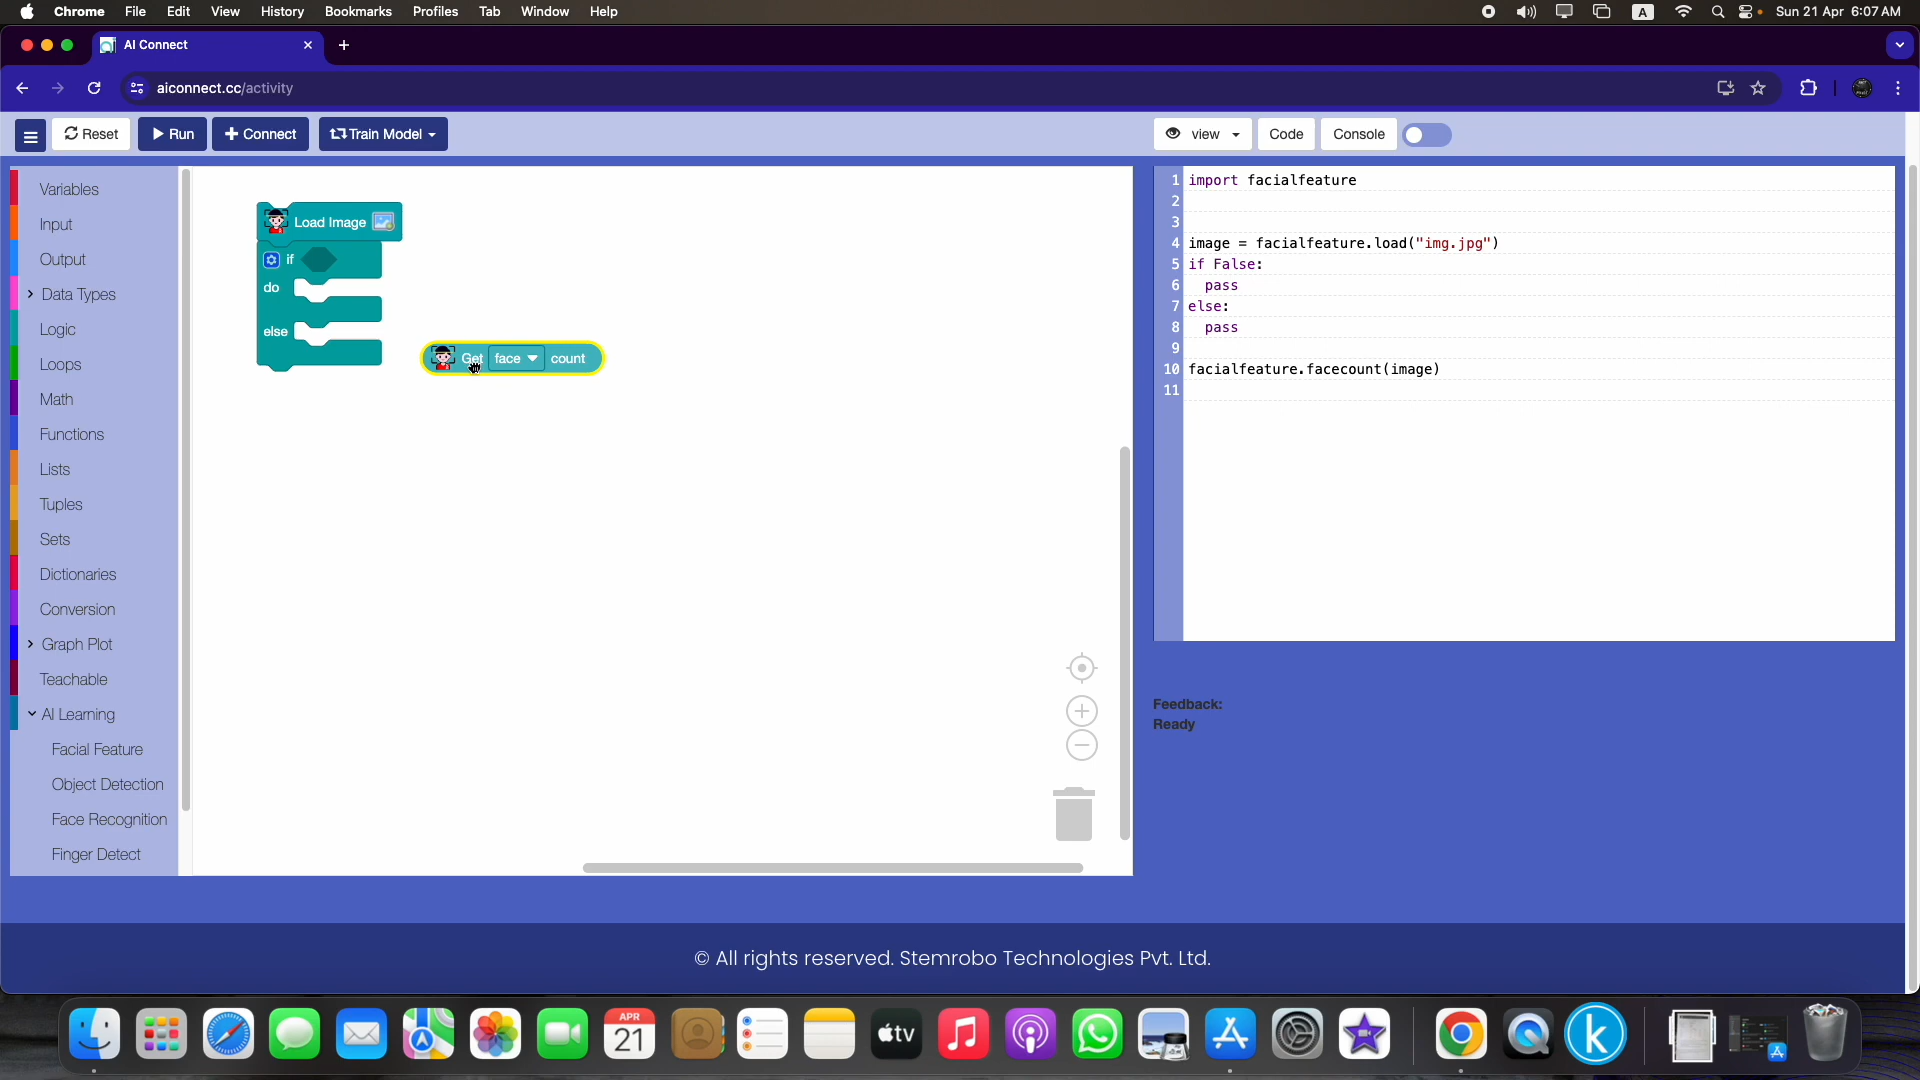 Chrome File Edit View History Bookmarks Profiles Tab Window Help A Sun 21 Apr 6:07 AM
AI Connect
aiconnect.cc/activity
Reset Run Connect Train Model view Code Console
Variables
Input
Output
Data Types
Logic
Loops
Math
Functions
Lists
Tuples
Sets
Dictionaries
Conversion
Graph Plot
Teachable
AI Learning
Facial Feature
Object Detection
Face Recognition
Finger Detect
Load Image
if
do
else
Get face count
1 import facialfeature
2
3
4 image = facialfeature.load("img.jpg")
5 if False:
6 pass
7 else:
8 pass
9
10 facialfeature.facecount(image)
11
Feedback:
Ready
© All rights reserved. Stemrobo Technologies Pvt. Ltd.
APR
21
tv
k